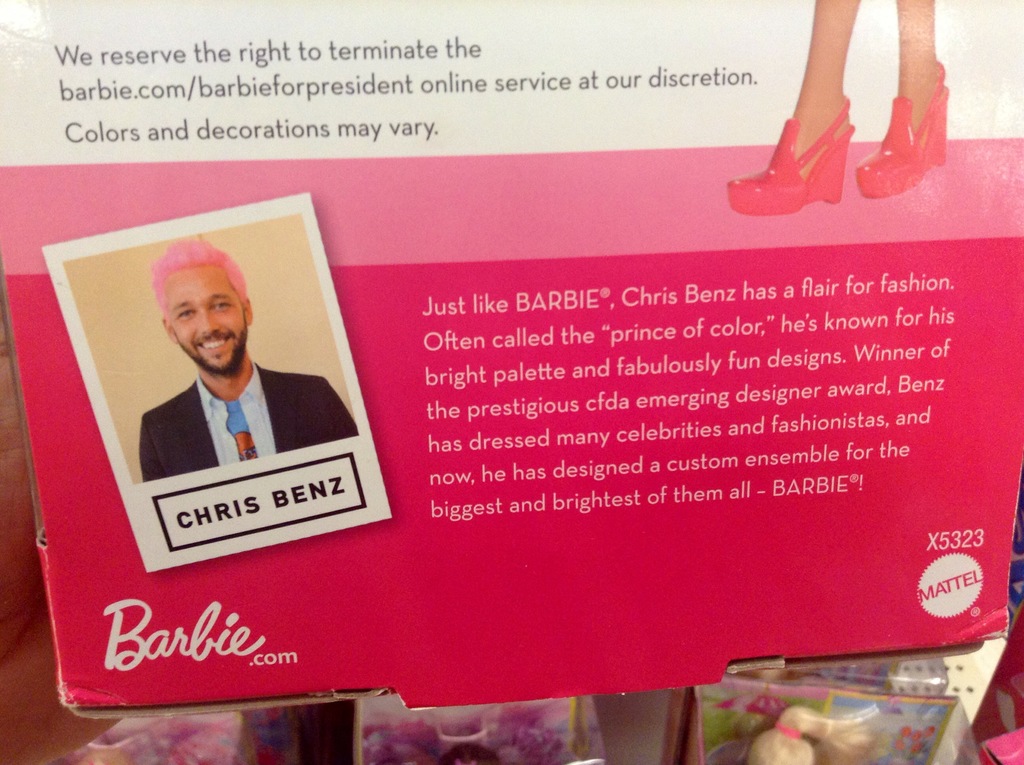 We reserve the right to terminate the
barbie.com/barbieforpresident online service at our discretion.
Colors and decorations may vary.
CHRIS BENZ
Just like BARBIE®, Chris Benz has a flair for fashion.
Often called the “prince of color,” he’s known for his
bright palette and fabulously fun designs. Winner of
the prestigious cfda emerging designer award, Benz
has dressed many celebrities and fashionistas, and
now, he has designed a custom ensemble for the
biggest and brightest of them all – BARBIE®!
X5323
MATTEL®
Barbie.com